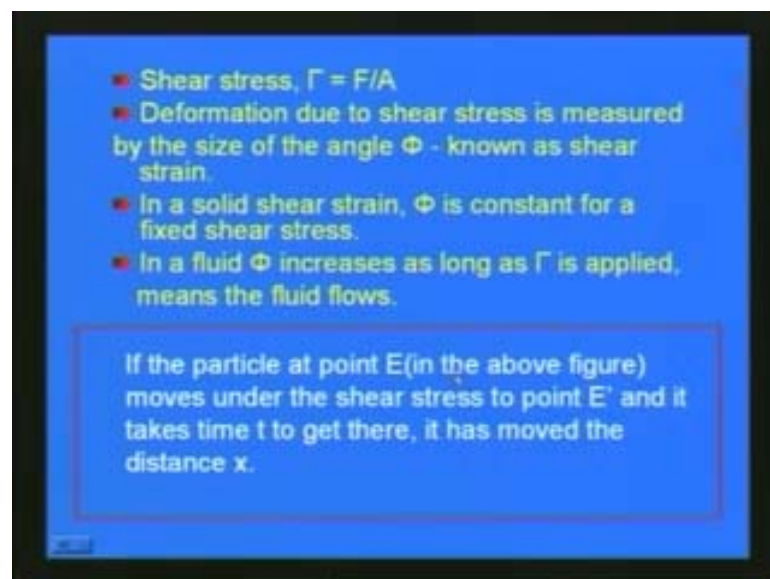 Shear stress, Γ = F/A
Deformation due to shear stress is measured
by the size of the angle Φ - known as shear
strain.
In a solid shear strain, Φ is constant for a
fixed shear stress.
In a fluid Φ increases as long as Γ is applied,
means the fluid flows.
If the particle at point E(in the above figure)
moves under the shear stress to point E' and it
takes time t to get there, it has moved the
distance x.